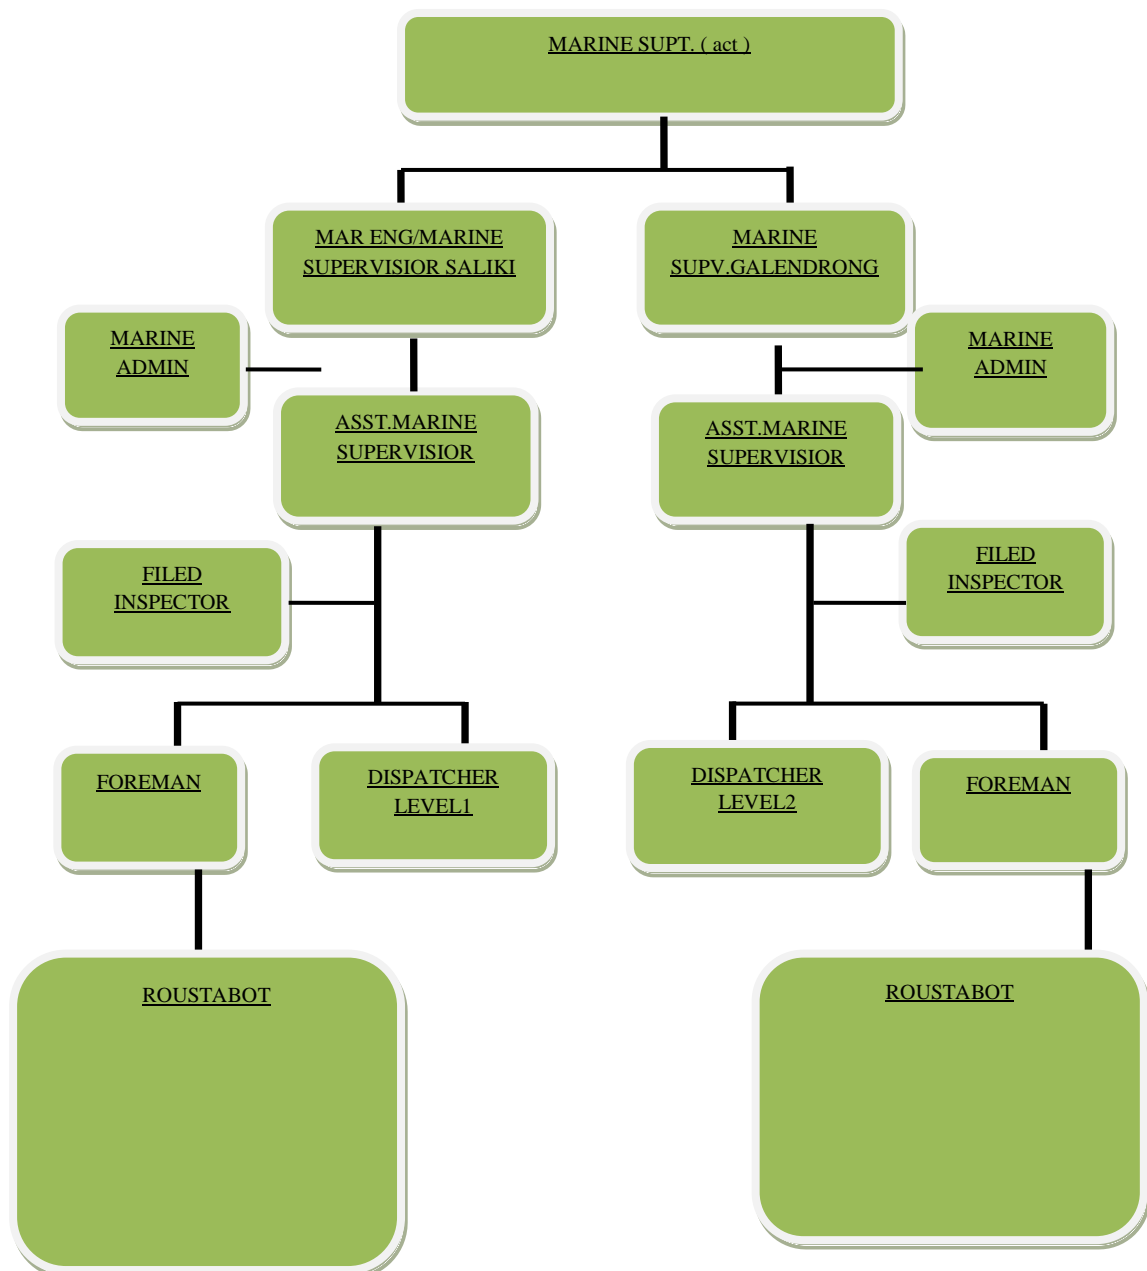 MARINE SUPT. ( act )
MAR ENG/MARINE
SUPERVISIOR SALIKI
MARINE
SUPV.GALENDRONG
MARINE
ADMIN
MARINE
ADMIN
ASST.MARINE
SUPERVISIOR
ASST.MARINE
SUPERVISIOR
FILED
INSPECTOR
FILED
INSPECTOR
FOREMAN
DISPATCHER
LEVEL1
DISPATCHER
LEVEL2
FOREMAN
ROUSTABOT
ROUSTABOT